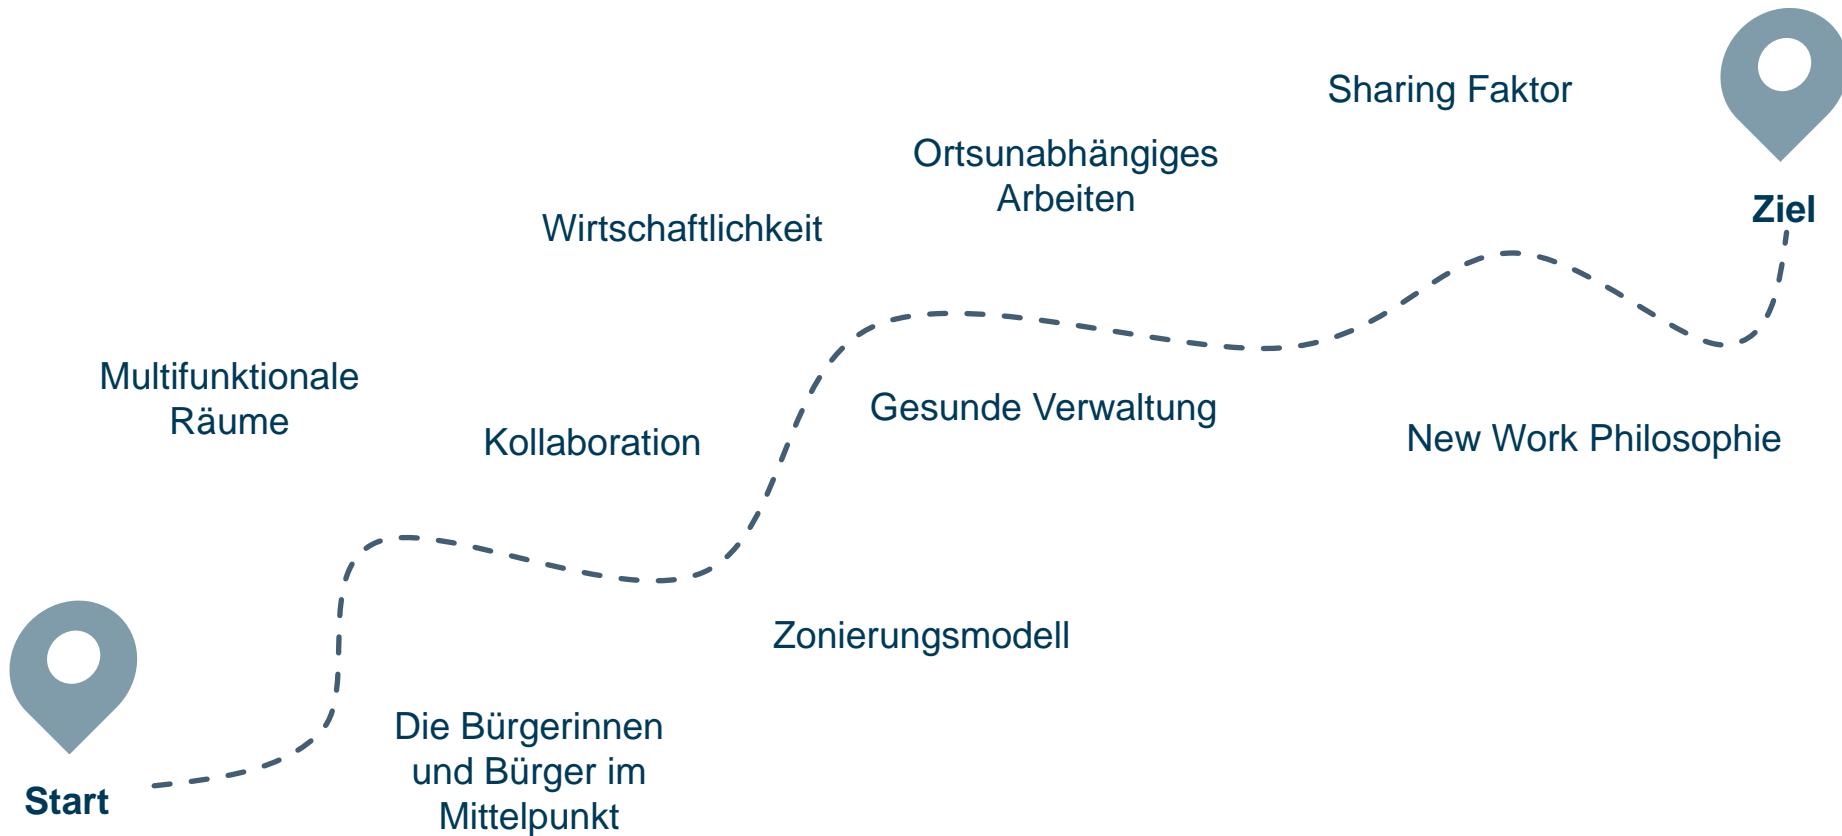 Sharing Faktor
Ortsunabhängiges
Arbeiten
Ziel
Wirtschaftlichkeit
Multifunktionale
Räume
Kollaboration
Gesunde Verwaltung
New Work Philosophie
Zonierungsmodell
Die Bürgerinnen
und Bürger im
Mittelpunkt
Start